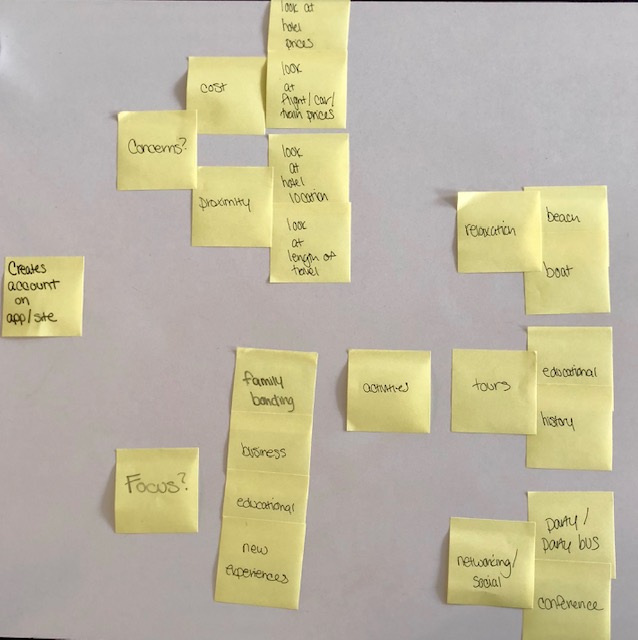 look at
hotel
prices
look
at
flight/car/
train prices
cost
Concerns?
look
at
hotel
location
proximity
look
at
length of
travel
relaxation
beach
boat
Creates
account
on
app/site
family
bonding
business
educational
new
experiences
Focus?
activities
tours
educational
history
networking/
social
party/
party bus
conference